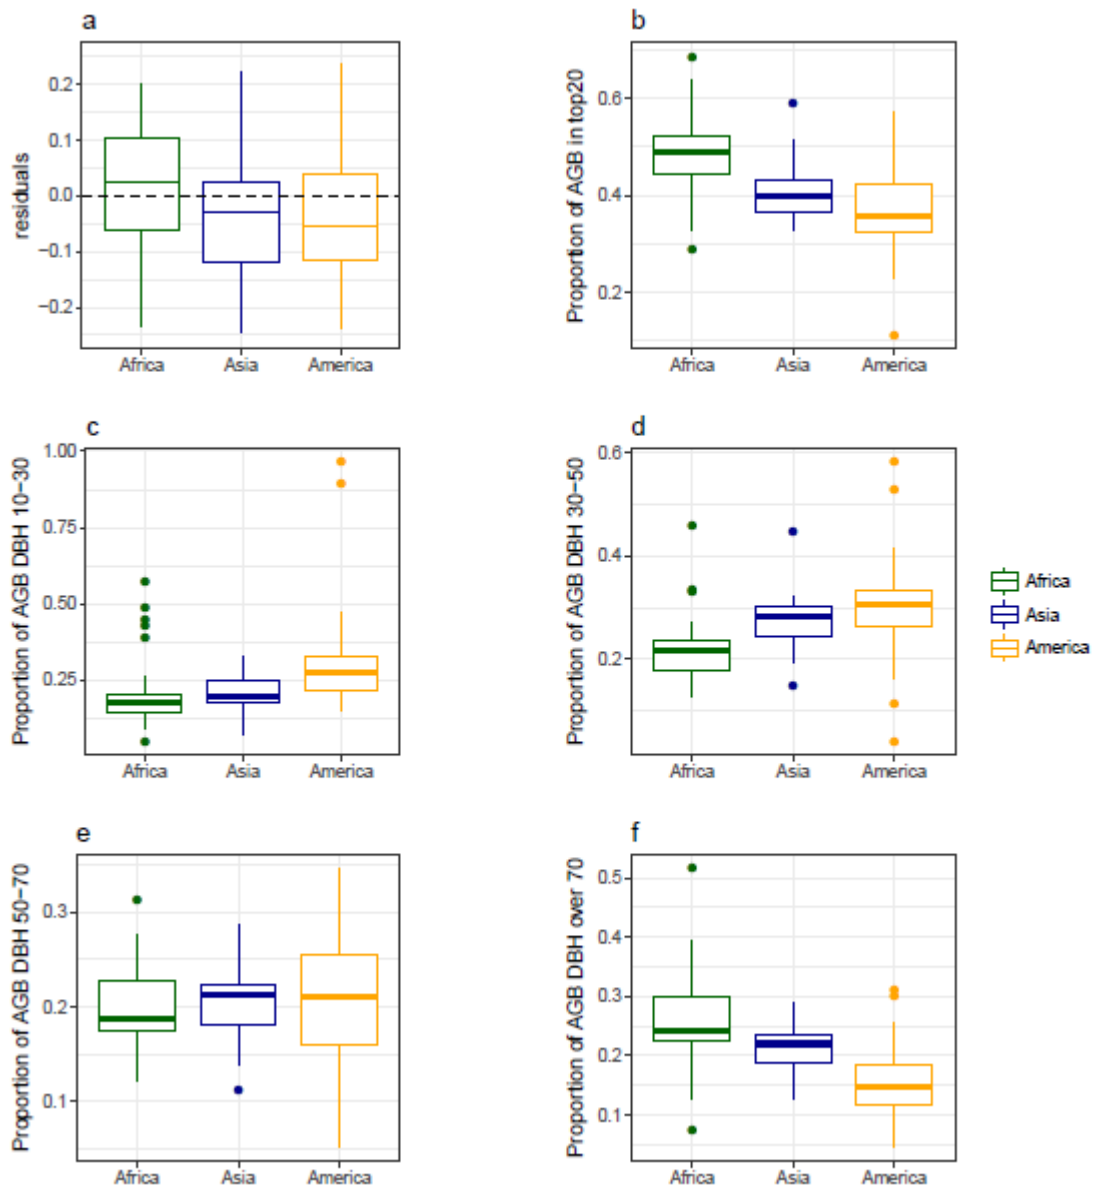 a
residuals
0.2
0.1
0.0
−0.1
−0.2
Africa Asia America
b
Proportion of AGB in top20
0.6
0.4
0.2
Africa Asia America
c
Proportion of AGB DBH 10−30
1.00
0.75
0.50
0.25
Africa Asia America
d
Proportion of AGB DBH 30−50
0.6
0.4
0.2
Africa Asia America
Africa
Asia
America
e
Proportion of AGB DBH 50−70
0.3
0.2
0.1
Africa Asia America
f
Proportion of AGB DBH over 70
0.5
0.4
0.3
0.2
0.1
Africa Asia America